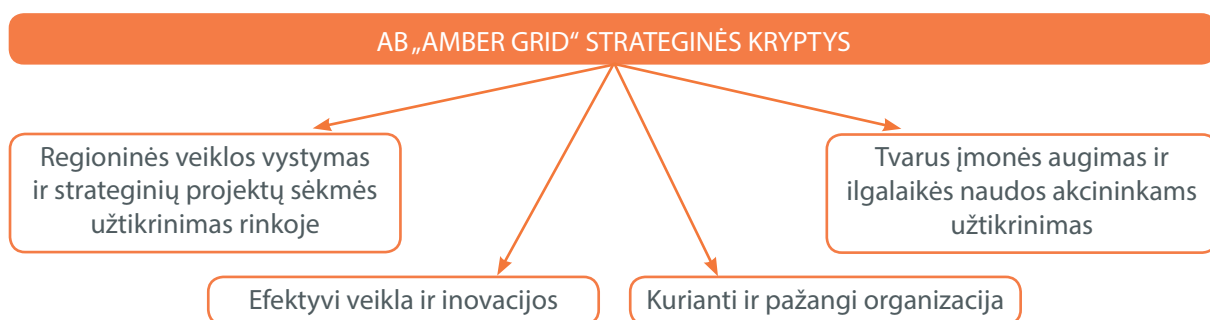 AB „AMBER GRID“ STRATEGINĖS KRYPTYS
Regioninės veiklos vystymas
ir strateginių projektų sėkmės
užtikrinimas rinkoje
Tvarus įmonės augimas ir
ilgalaikės naudos akcininkams
užtikrinimas
Efektyvi veikla ir inovacijos
Kurianti ir pažangi organizacija